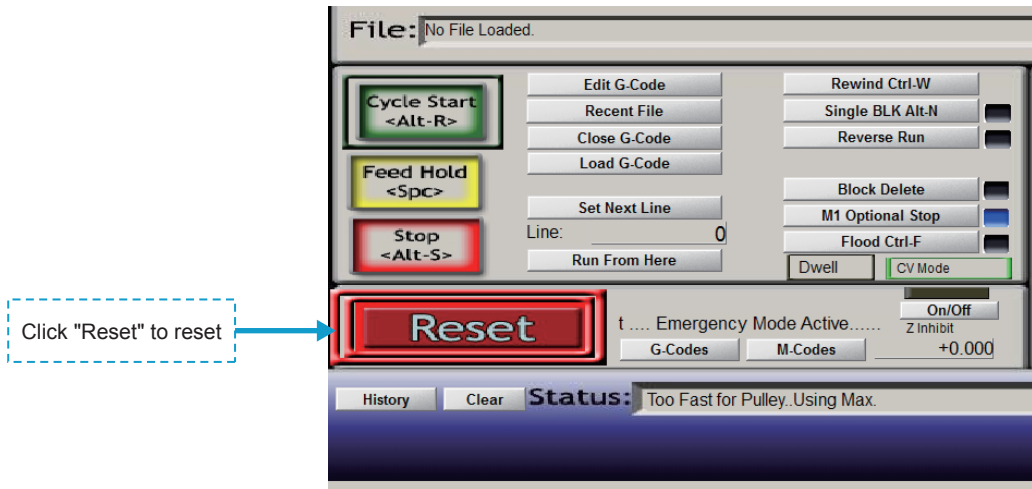 File: No File Loaded.
Cycle Start
<Alt-R>
Feed Hold
<Spc>
Stop
<Alt-S>
Edit G-Code
Recent File
Close G-Code
Load G-Code
Set Next Line
Line: 0
Run From Here
Rewind Ctrl-W
Single BLK Alt-N
Reverse Run
Block Delete
M1 Optional Stop
Flood Ctrl-F
Dwell CV Mode
Click "Reset" to reset
Reset
t .... Emergency Mode Active......
G-Codes M-Codes
On/Off
Z Inhibit
+0.000
History Clear Status: Too Fast for Pulley..Using Max.